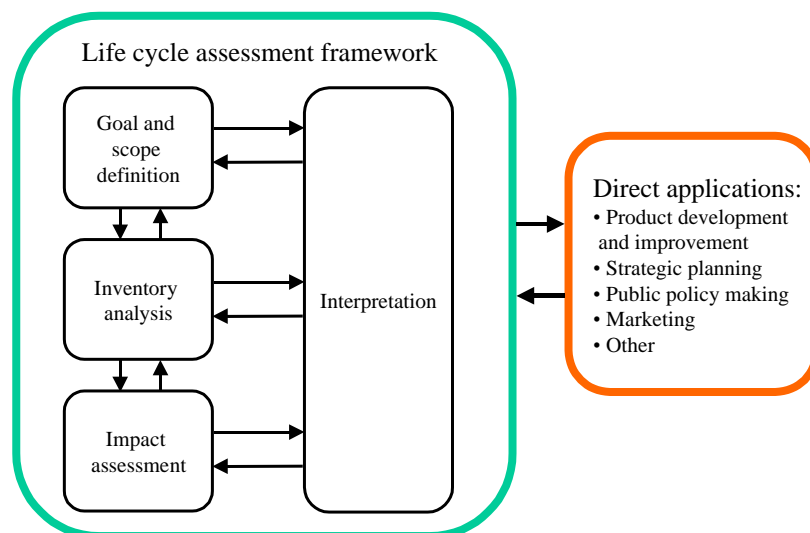 Life cycle assessment framework
Goal and
scope
definition
Inventory
analysis
Impact
assessment
Interpretation
Direct applications:
• Product development
and improvement
• Strategic planning
• Public policy making
• Marketing
• Other